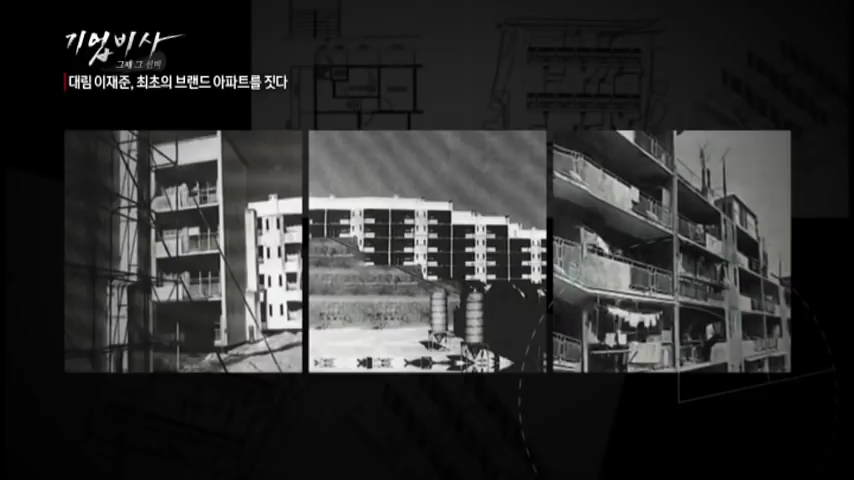 기업비사
그때 그 선택
대림 이재준, 최초의 브랜드 아파트를 짓다